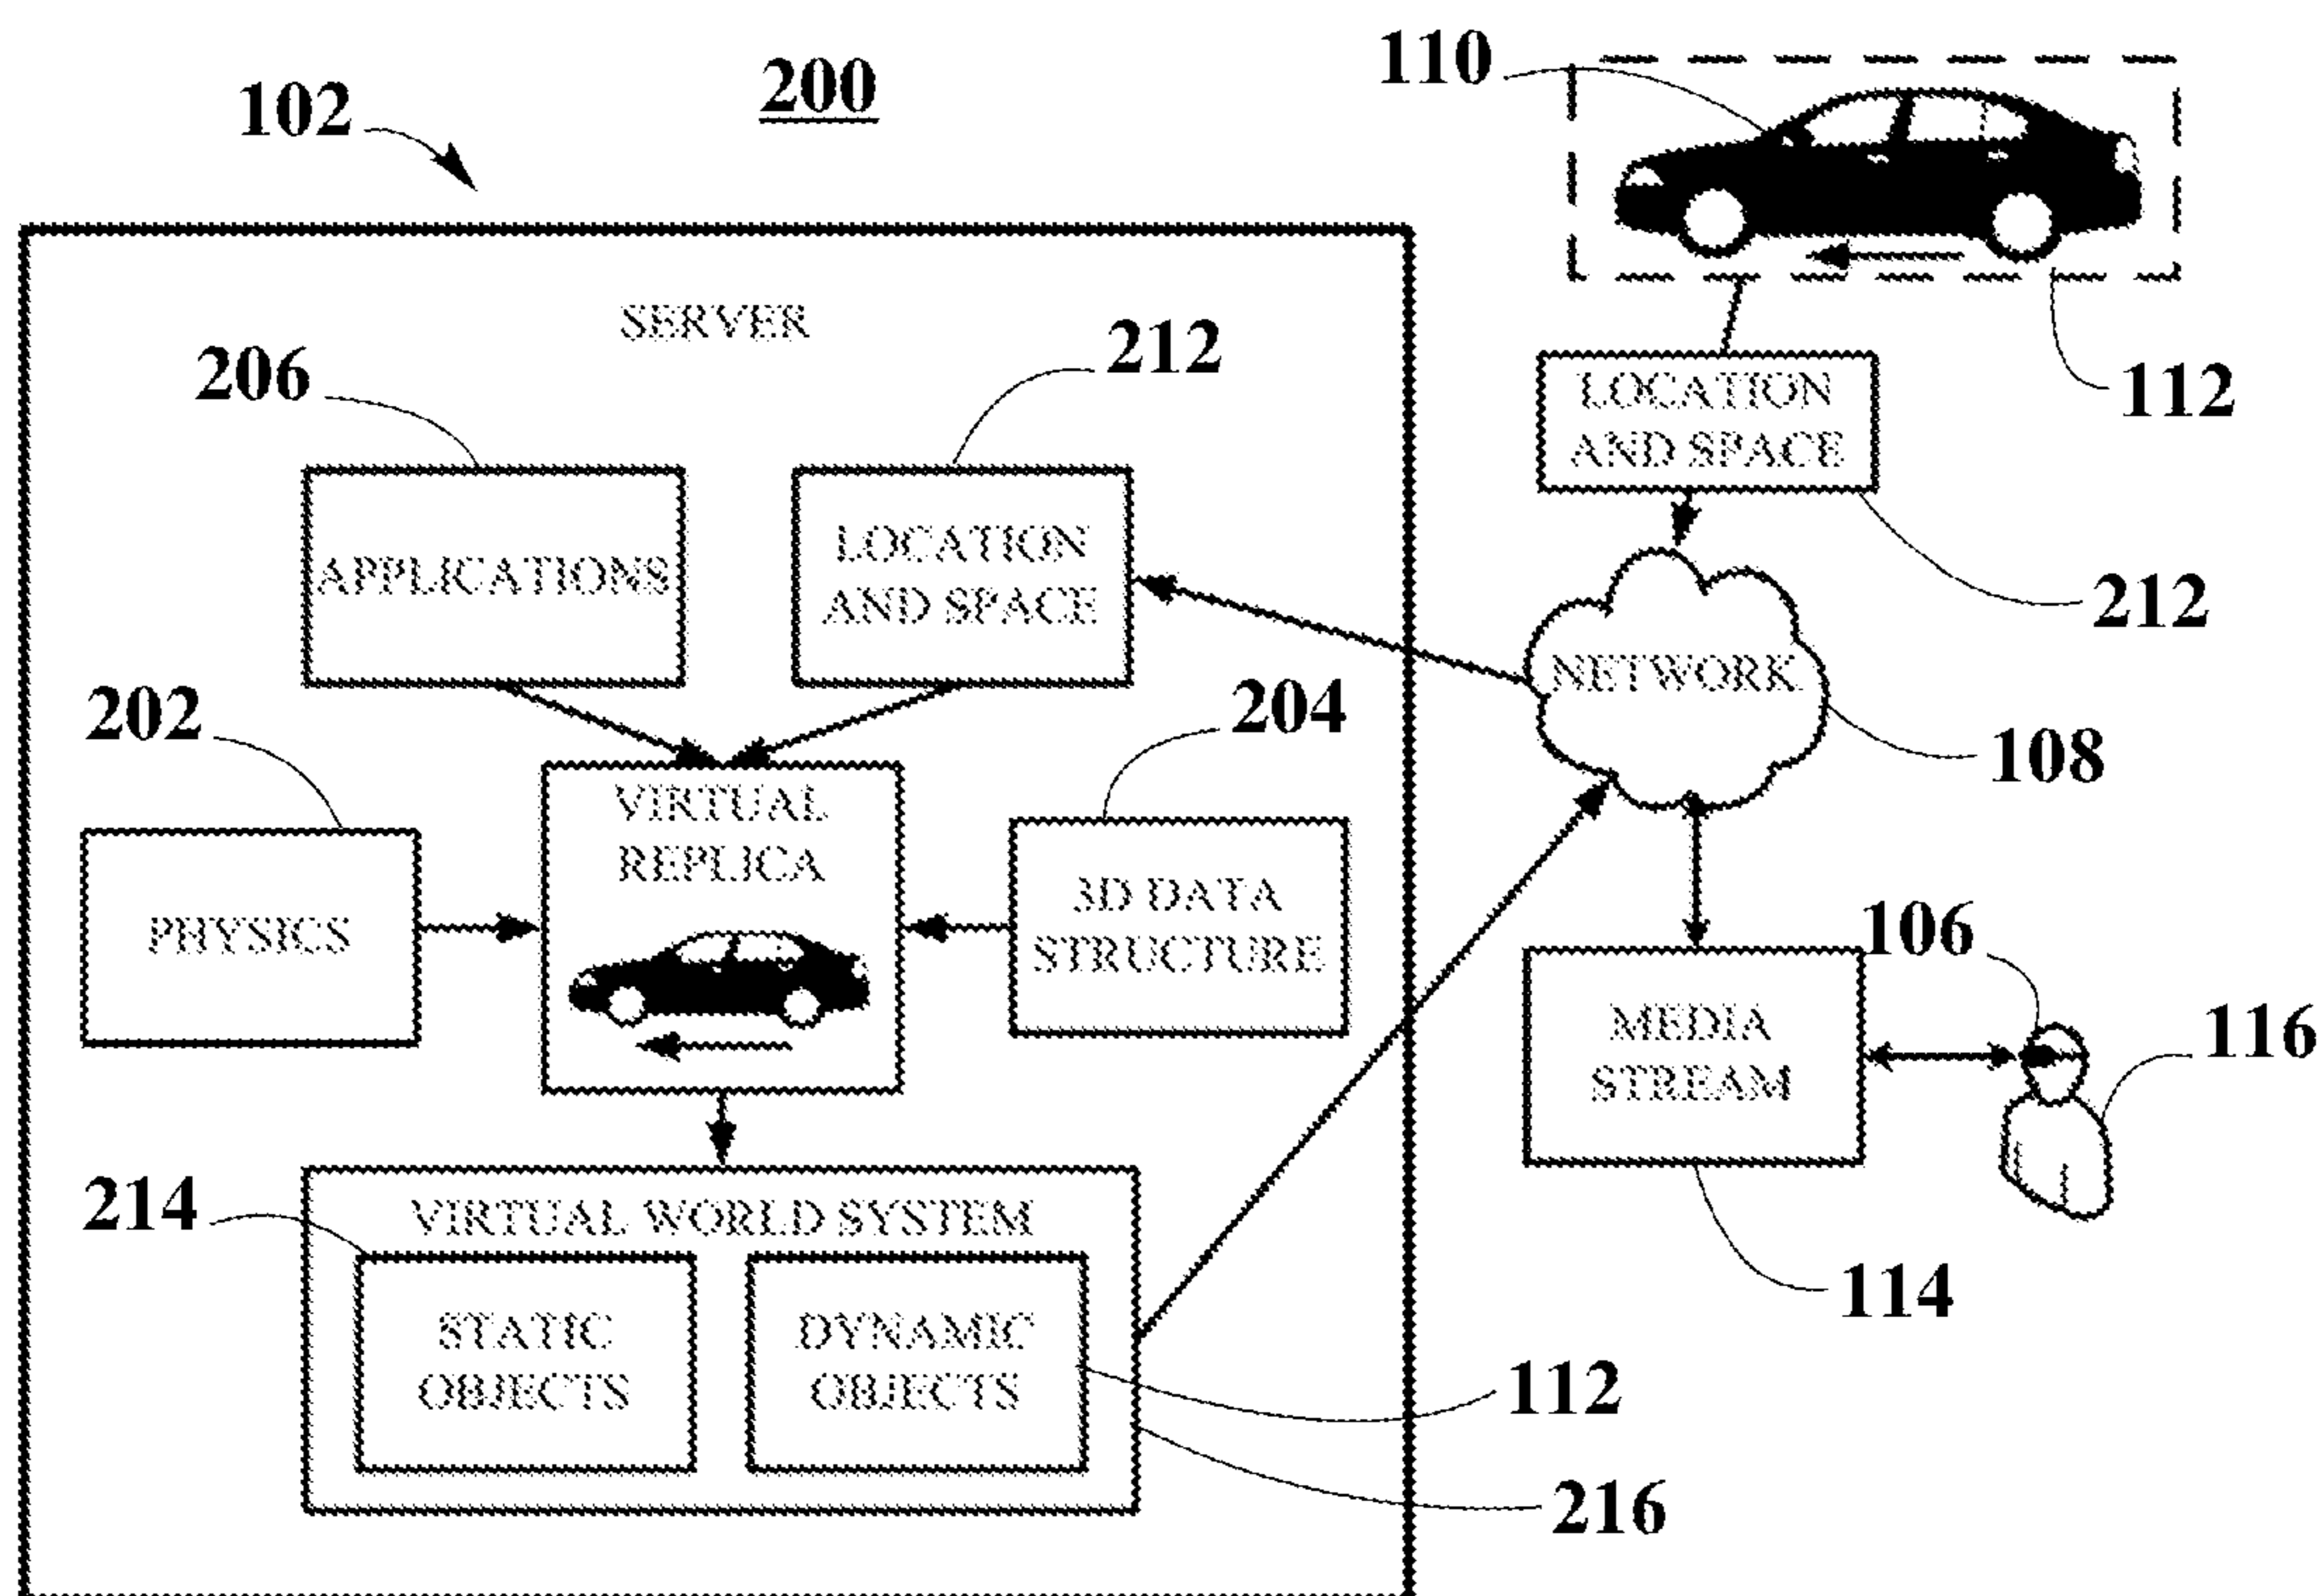 200
102
110
SERVER
206
212
LOCATION
AND SPACE
112
APPLICATIONS
LOCATION
AND SPACE
212
NETWORK
108
202
204
VIRTUAL
REPLICA
PHYSICS
3D DATA
STRUCTURE
106
116
MEDIA
STREAM
114
214
VIRTUAL WORLD SYSTEM
STATIC
OBJECTS
DYNAMIC
OBJECTS
112
216